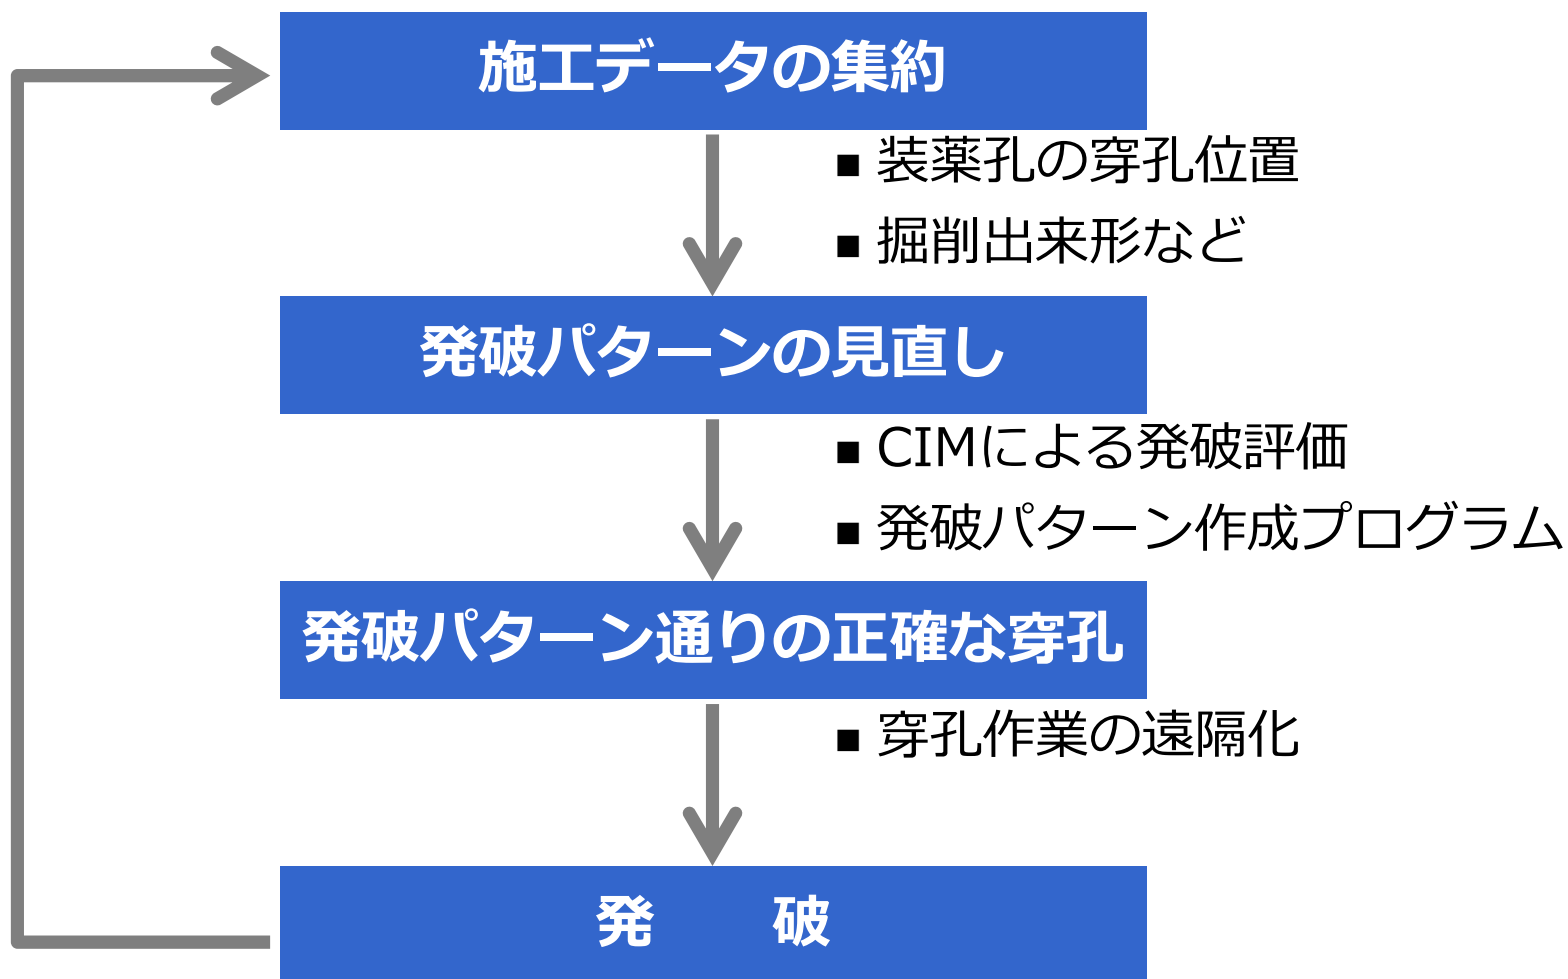 施工データの集約
■ 装薬孔の穿孔位置
■ 掘削出来形など
発破パターンの見直し
■ CIMによる発破評価
■ 発破パターン作成プログラム
発破パターン通りの正確な穿孔
■ 穿孔作業の遠隔化
発　　破